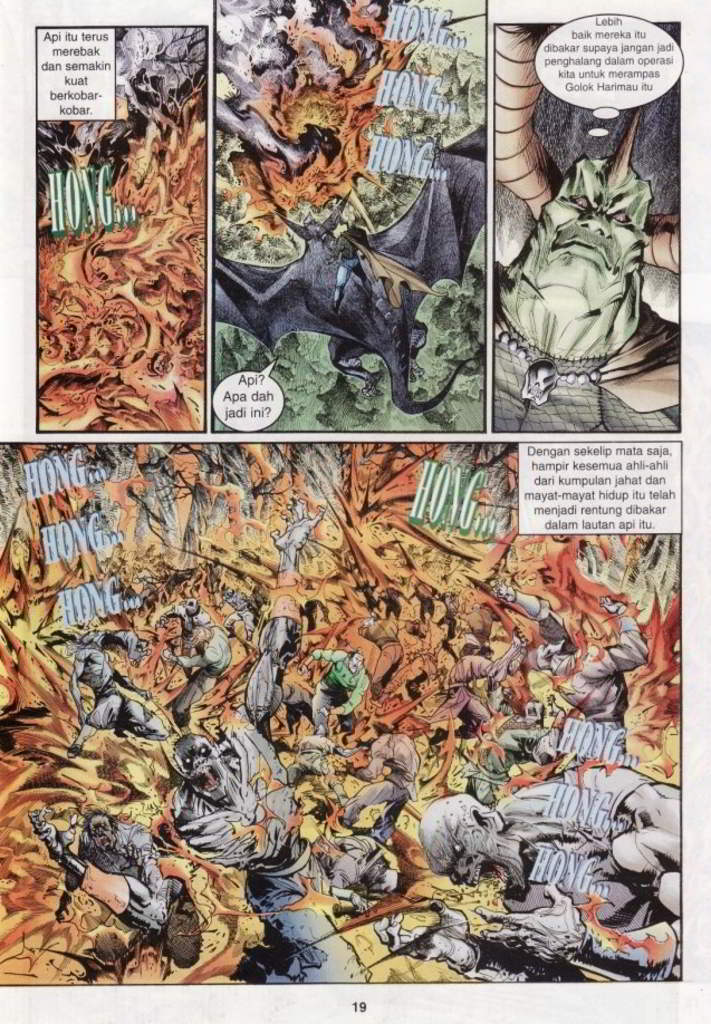 Api itu terus
merebak
dan semakin
kuat
berkobar-
kobar.
HONG...
HONG...
HONG...
HONG...
Api?
Apa dah
jadi ini?
Lebih
baik mereka itu
dibakar supaya jangan jadi
penghalang dalam operasi
kita untuk merampas
Golok Harimau itu
HONG...
HONG...
HONG...
HONG...
Dengan sekelip mata saja,
hampir kesemua ahli-ahli
dari kumpulan jahat dan
mayat-mayat hidup itu telah
menjadi rentung dibakar
dalam lautan api itu.
HONG...
HONG...
HONG...
19